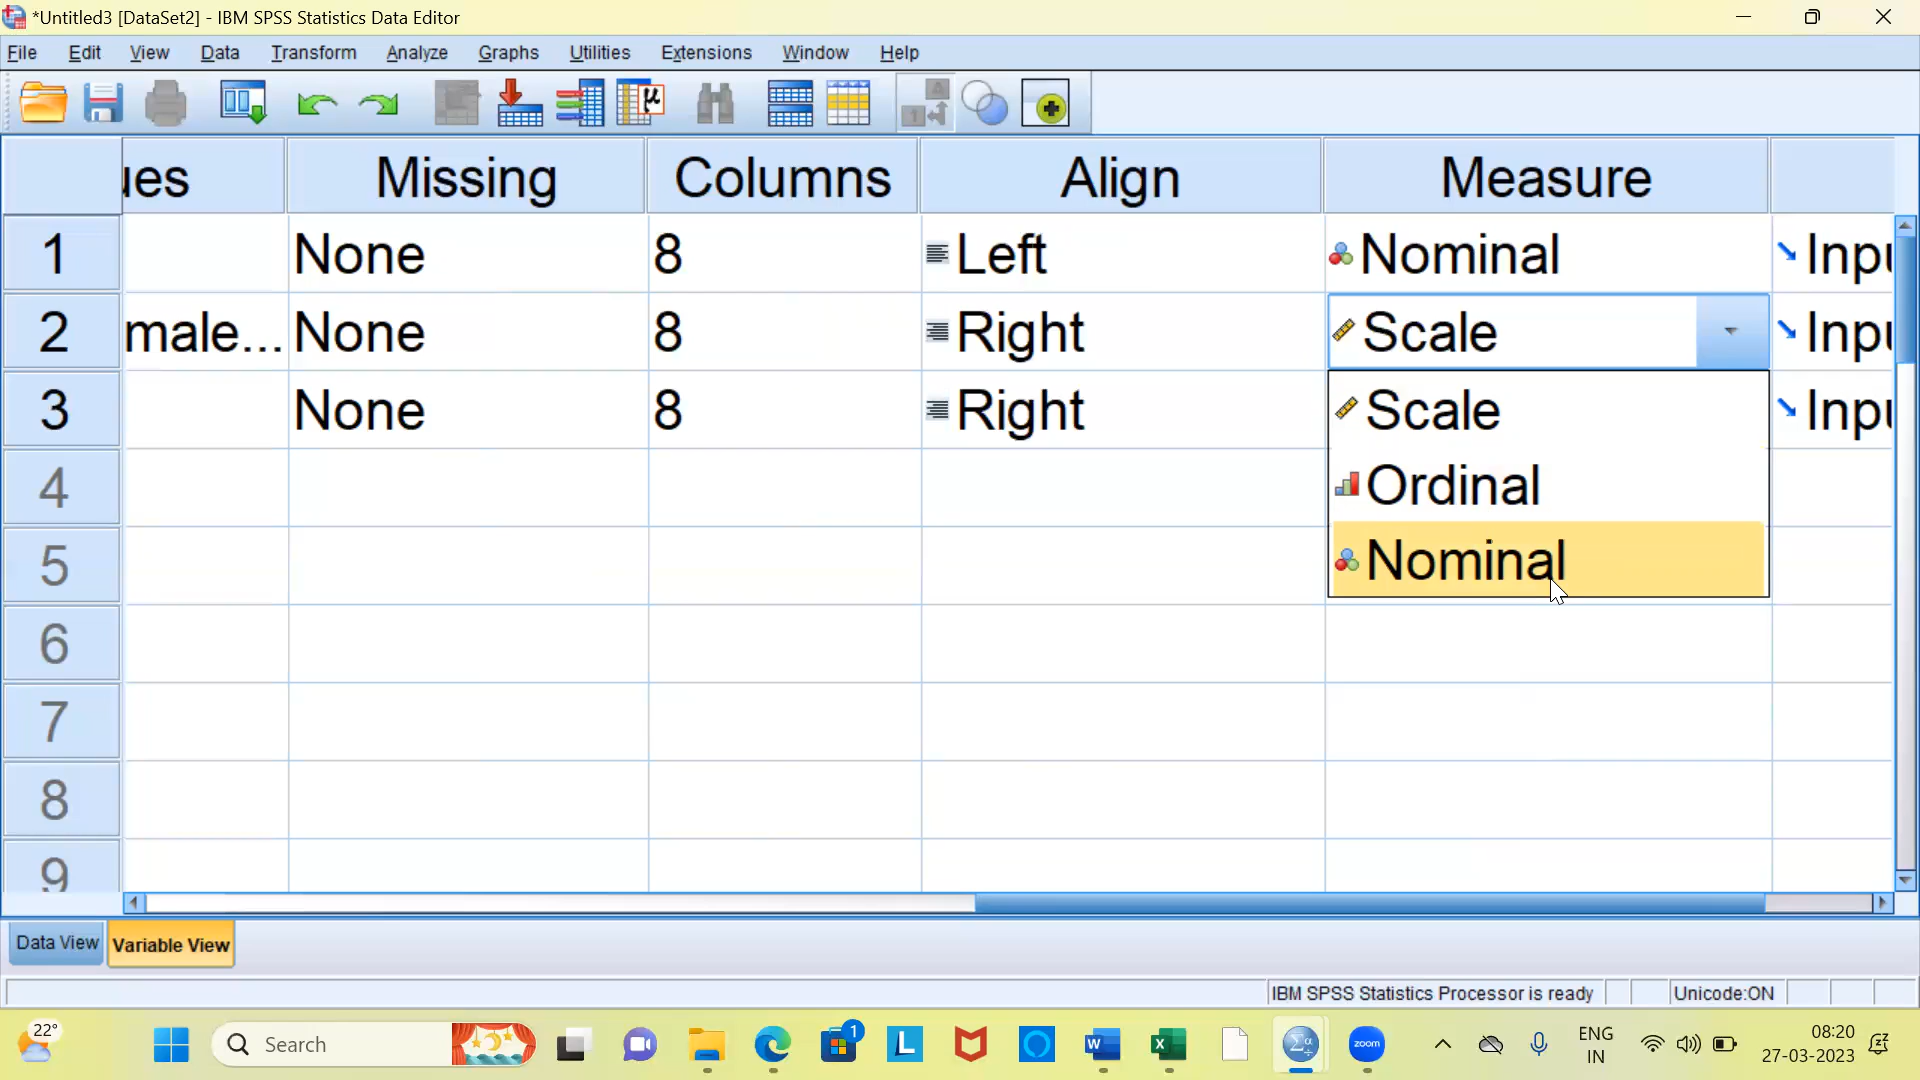 *Untitled3 [DataSet2] - IBM SPSS Statistics Data Editor
File Edit View Data Transform Analyze Graphs Utilities Extensions Window Help
ues Missing Columns Align Measure
1 None 8 Left Nominal Inpu
2 male... None 8 Right Scale Inpu
3 None 8 Right Scale Inpu
4 Ordinal
5 Nominal
6
7
8
9
Data View Variable View
IBM SPSS Statistics Processor is ready Unicode:ON
22° Search 1 L W X zoom ENG 08:20
IN 27-03-2023